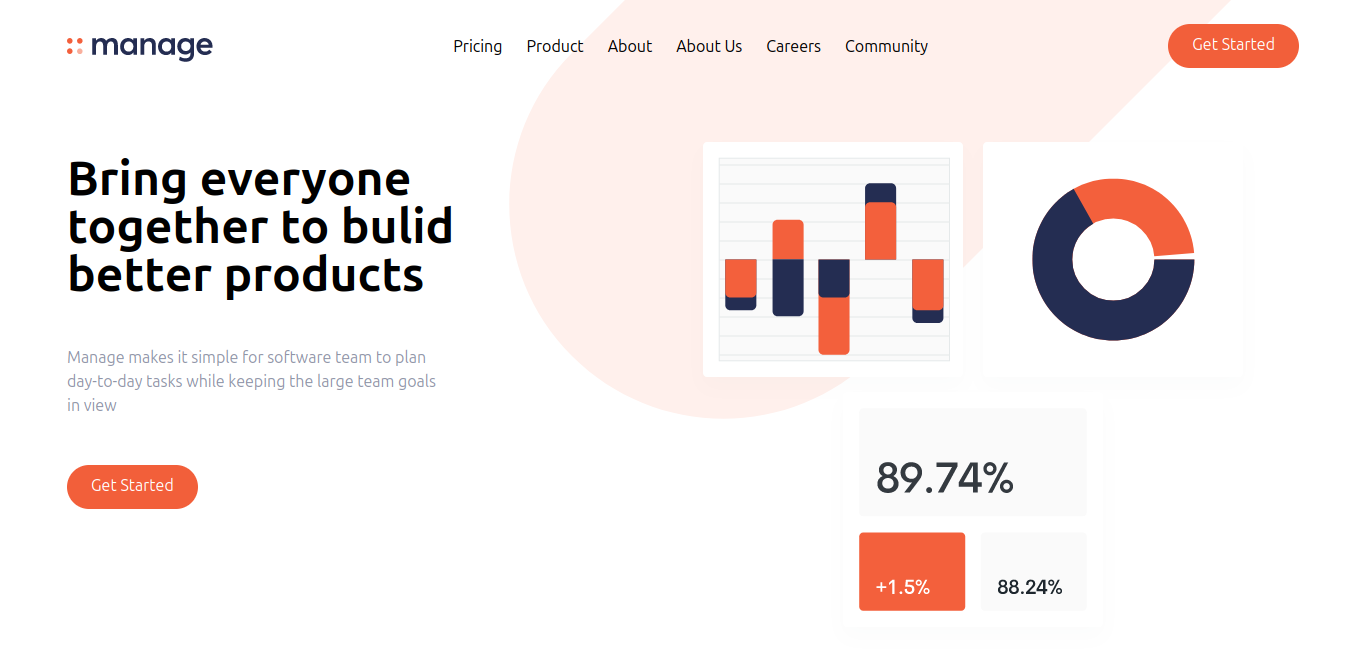 manage
Pricing Product About About Us Careers Community
Get Started
Bring everyone
together to bulid
better products
Manage makes it simple for software team to plan
day-to-day tasks while keeping the large team goals
in view
Get Started
89.74%
+1.5%
88.24%